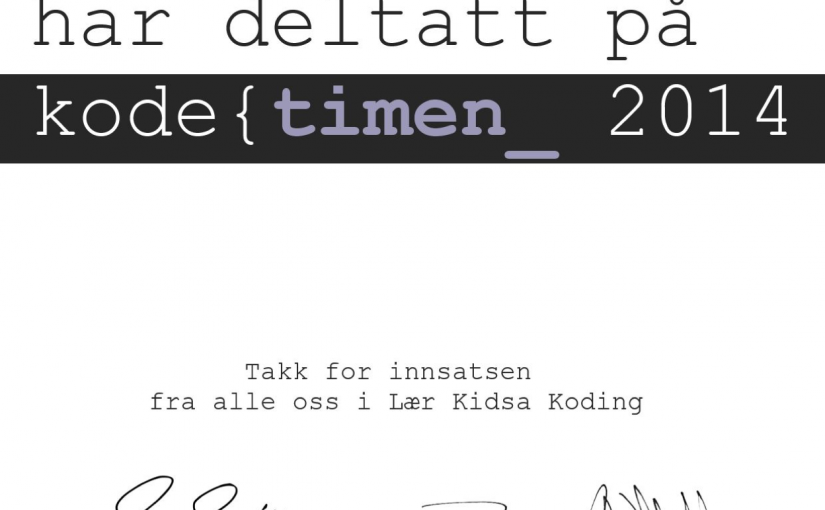 har deltatt på
kode{timen_ 2014
Takk for innsatsen
fra alle oss i Lær Kidsa Koding